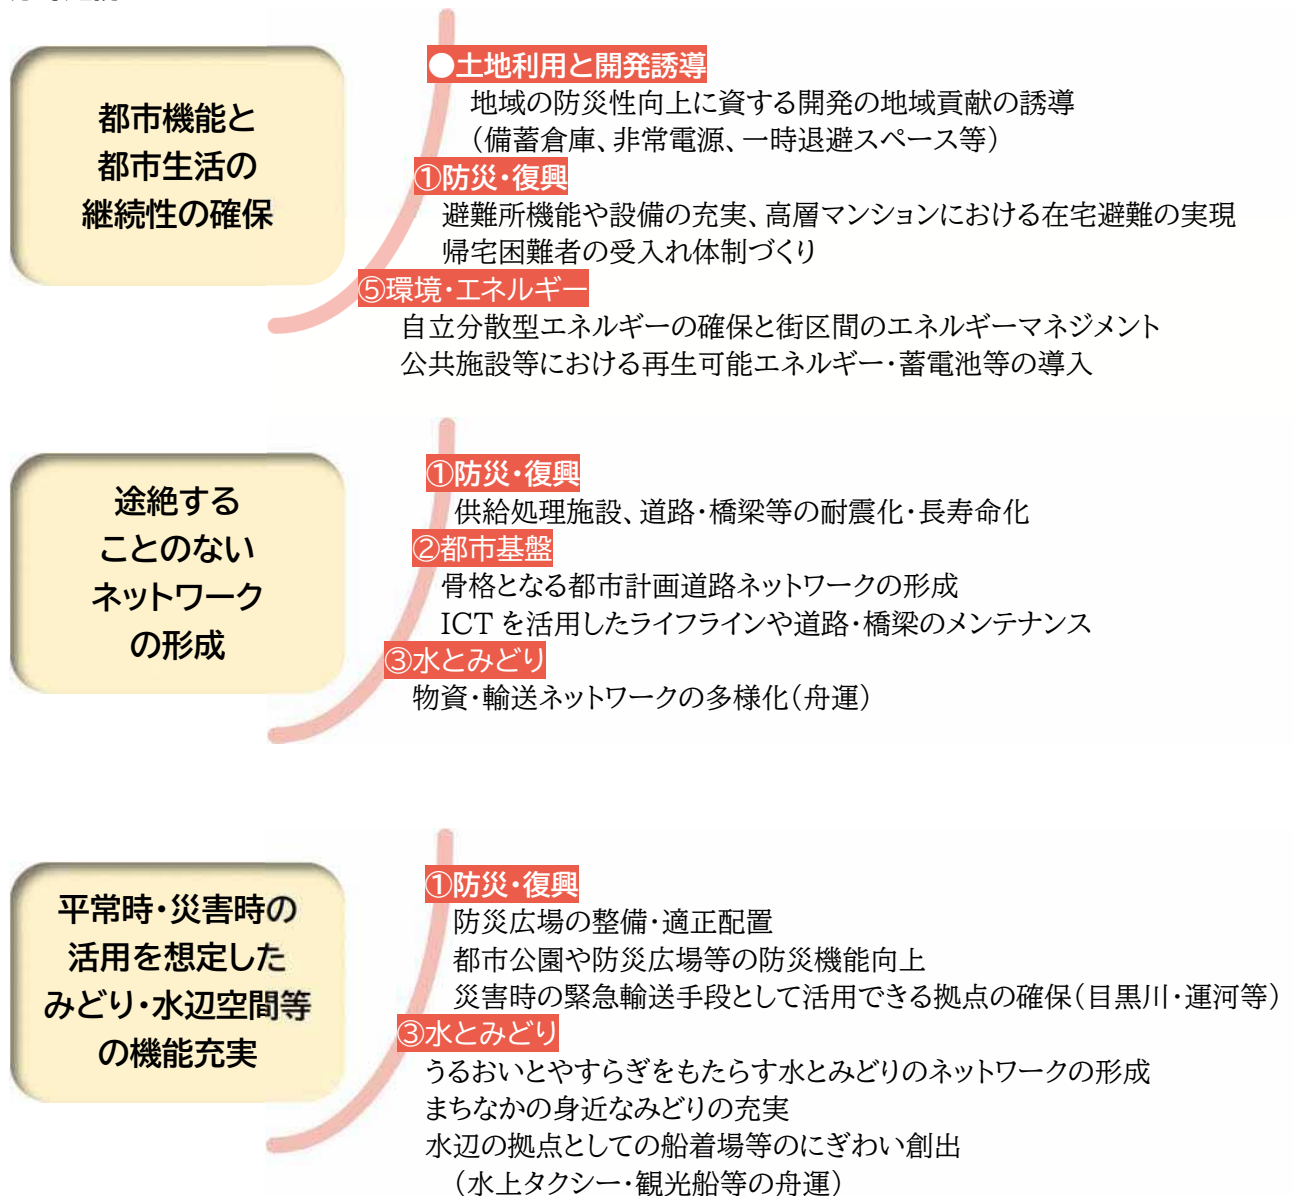 都市機能と
都市生活の
継続性の確保
●土地利用と開発誘導
地域の防災性向上に資する開発の地域貢献の誘導
（備蓄倉庫、非常電源、一時退避スペース等）
①防災・復興
避難所機能や設備の充実、高層マンションにおける在宅避難の実現
帰宅困難者の受入れ体制づくり
⑤環境・エネルギー
自立分散型エネルギーの確保と街区間のエネルギーマネジメント
公共施設等における再生可能エネルギー・蓄電池等の導入
途絶する
ことのない
ネットワーク
の形成
①防災・復興
供給処理施設、道路・橋梁等の耐震化・長寿命化
②都市基盤
骨格となる都市計画道路ネットワークの形成
ICT を活用したライフラインや道路・橋梁のメンテナンス
③水とみどり
物資・輸送ネットワークの多様化（舟運）
平常時・災害時の
活用を想定した
みどり・水辺空間等
の機能充実
①防災・復興
防災広場の整備・適正配置
都市公園や防災広場等の防災機能向上
災害時の緊急輸送手段として活用できる拠点の確保（目黒川・運河等）
③水とみどり
うるおいとやすらぎをもたらす水とみどりのネットワークの形成
まちなかの身近なみどりの充実
水辺の拠点としての船着場等のにぎわい創出
（水上タクシー・観光船等の舟運）